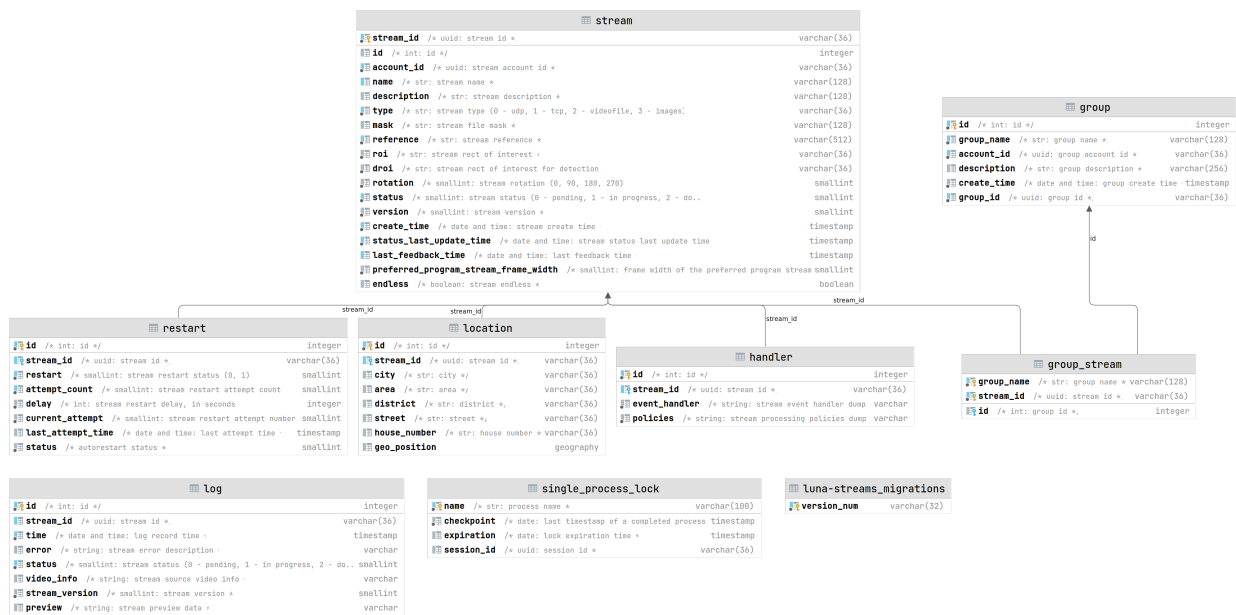 stream
stream_id /* uuid: stream id * varchar(36)
id /* int: id */ integer
account_id /* uuid: stream account id * varchar(36)
name /* str: stream name * varchar(128)
description /* str: stream description * varchar(128)
type /* str: stream type (0 - udp, 1 - tcp, 2 - videofile, 3 - images) varchar(36)
mask /* str: stream file mask * varchar(128)
reference /* str: stream reference * varchar(512)
roi /* str: stream rect of interest varchar(36)
droi /* str: stream rect of interest for detection varchar(36)
rotation /* smallint: stream rotation (0, 90, 180, 270) smallint
status /* smallint: stream status (0 - pending, 1 - in progress, 2 - do.. smallint
version /* smallint: stream version * smallint
create_time /* date and time: stream create time timestamp
status_last_update_time /* date and time: stream status last update time timestamp
last_feedback_time /* date and time: last feedback time timestamp
preferred_program_stream_frame_width /* smallint: frame width of the preferred program stream smallint
endless /* boolean: stream endless * boolean
group
id /* int: id */ integer
group_name /* str: group name * varchar(128)
account_id /* uuid: group account id * varchar(36)
description /* str: group description * varchar(256)
create_time /* date and time: group create time timestamp
group_id /* uuid: group id * varchar(36)
id
stream_id
stream_id
stream_id
stream_id
restart
id /* int: id */ integer
stream_id /* uuid: stream id * varchar(36)
restart /* smallint: stream restart status (0, 1) smallint
attempt_count /* smallint: stream restart attempt count smallint
delay /* int: stream restart delay, in seconds integer
current_attempt /* smallint: stream restart attempt number smallint
last_attempt_time /* date and time: last attempt time timestamp
status /* autorestart status * smallint
location
id /* int: id */ integer
stream_id /* uuid: stream id * varchar(36)
city /* str: city */ varchar(36)
area /* str: area */ varchar(36)
district /* str: district * varchar(36)
street /* str: street */ varchar(36)
house_number /* str: house number * varchar(36)
geo_position geography
handler
id /* int: id */ integer
stream_id /* uuid: stream id * varchar(36)
event_handler /* string: stream event handler dump varchar
policies /* string: stream processing policies dump varchar
group_stream
group_name /* str: group name * varchar(128)
stream_id /* uuid: stream id * varchar(36)
id /* int: group id * integer
log
id /* int: id */ integer
stream_id /* uuid: stream id * varchar(36)
time /* date and time: log record time timestamp
error /* string: stream error description varchar
status /* smallint: stream status (0 - pending, 1 - in progress, 2 - do.. smallint
video_info /* string: stream source video info varchar
stream_version /* smallint: stream version * smallint
preview /* string: stream preview data varchar
single_process_lock
name /* str: process name * varchar(100)
checkpoint /* date: last timestamp of a completed process timestamp
expiration /* date: lock expiration time timestamp
session_id /* uuid: session id * varchar(36)
luna-streams_migrations
version_num varchar(32)